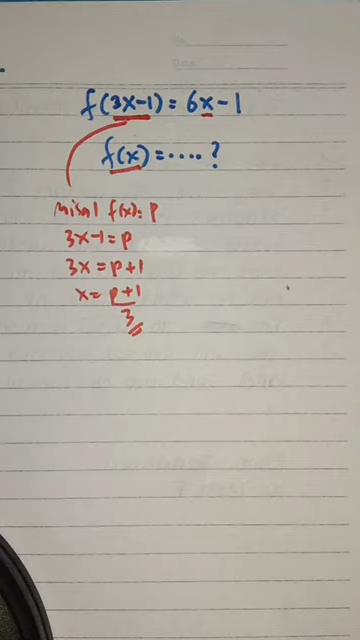 f(3x-1) = 6x - 1
f(x) = .... ?
misal f(x) = p
3x-1 = p
3x = p+1
x = p+1
3